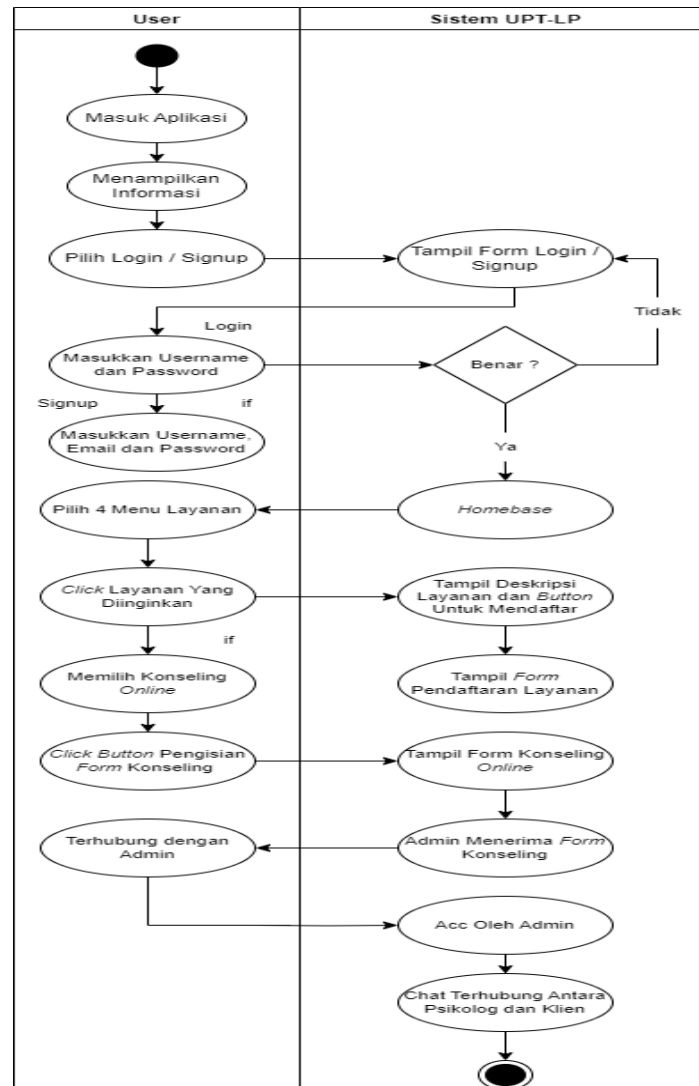 User
Sistem UPT-LP
Masuk Aplikasi
Menampilkan
Informasi
Pilih Login / Signup
Tampil Form Login /
Signup
Tidak
Login
Masukkan Username
dan Password
Benar ?
Signup
if
Masukkan Username,
Email dan Password
Ya
Pilih 4 Menu Layanan
Homebase
Click Layanan Yang
Diinginkan
Tampil Deskripsi
Layanan dan Button
Untuk Mendaftar
if
Memilih Konseling
Online
Tampil Form
Pendaftaran Layanan
Click Button Pengisian
Form Konseling
Tampil Form Konseling
Online
Terhubung dengan
Admin
Admin Menerima Form
Konseling
Acc Oleh Admin
Chat Terhubung Antara
Psikolog dan Klien